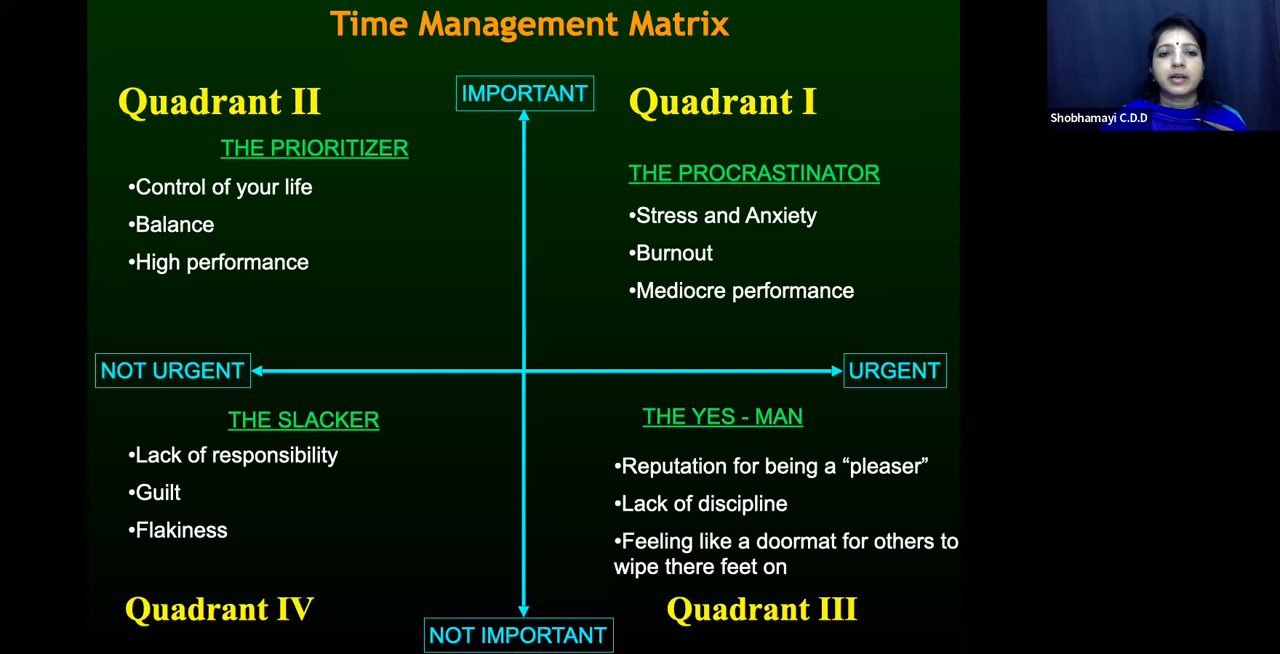 Time Management Matrix
Shobhamayi C.D.D
IMPORTANT
Quadrant II
THE PRIORITIZER
•Control of your life
•Balance
•High performance
Quadrant I
THE PROCRASTINATOR
•Stress and Anxiety
•Burnout
•Mediocre performance
NOT URGENT
URGENT
THE SLACKER
•Lack of responsibility
•Guilt
•Flakiness
Quadrant IV
THE YES - MAN
•Reputation for being a “pleaser”
•Lack of discipline
•Feeling like a doormat for others to
wipe there feet on
Quadrant III
NOT IMPORTANT